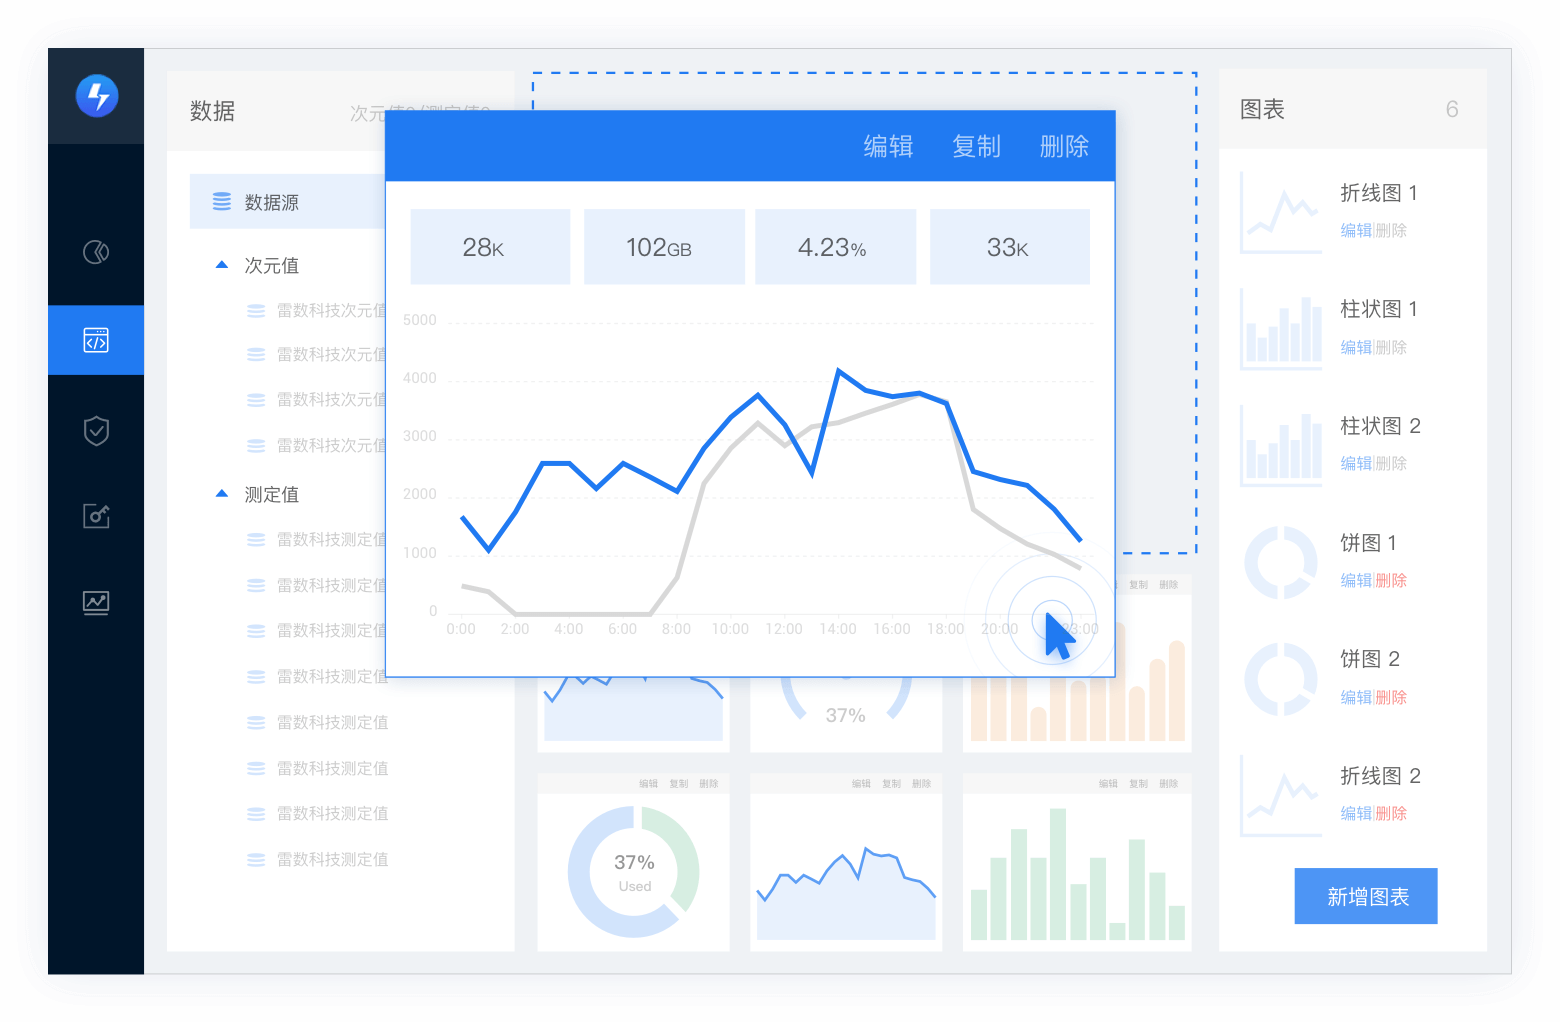 数据
次元值8/测定值8
数据源
次元值
雷数科技次元值
雷数科技次元值
雷数科技次元值
雷数科技次元值
测定值
雷数科技测定值
雷数科技测定值
雷数科技测定值
雷数科技测定值
雷数科技测定值
雷数科技测定值
雷数科技测定值
雷数科技测定值
编辑 复制 删除
28K 102GB 4.23% 33K
5000
4000
3000
2000
1000
0
0:00 2:00 4:00 6:00 8:00 10:00 12:00 14:00 16:00 18:00 20:00 23:00
复制 删除
37%
编辑 复制 删除
37%
Used
编辑 复制 删除
编辑 复制 删除
图表 6
折线图 1
编辑|删除
柱状图 1
编辑|删除
柱状图 2
编辑|删除
饼图 1
编辑|删除
饼图 2
编辑|删除
折线图 2
编辑|删除
新增图表